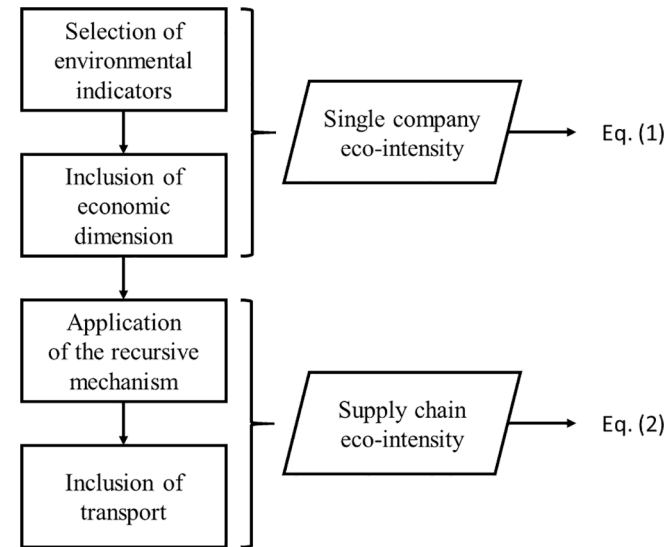 Selection of
environmental
indicators
Single company
eco-intensity
Eq. (1)
Inclusion of
economic
dimension
Application
of the recursive
mechanism
Supply chain
eco-intensity
Eq. (2)
Inclusion of
transport